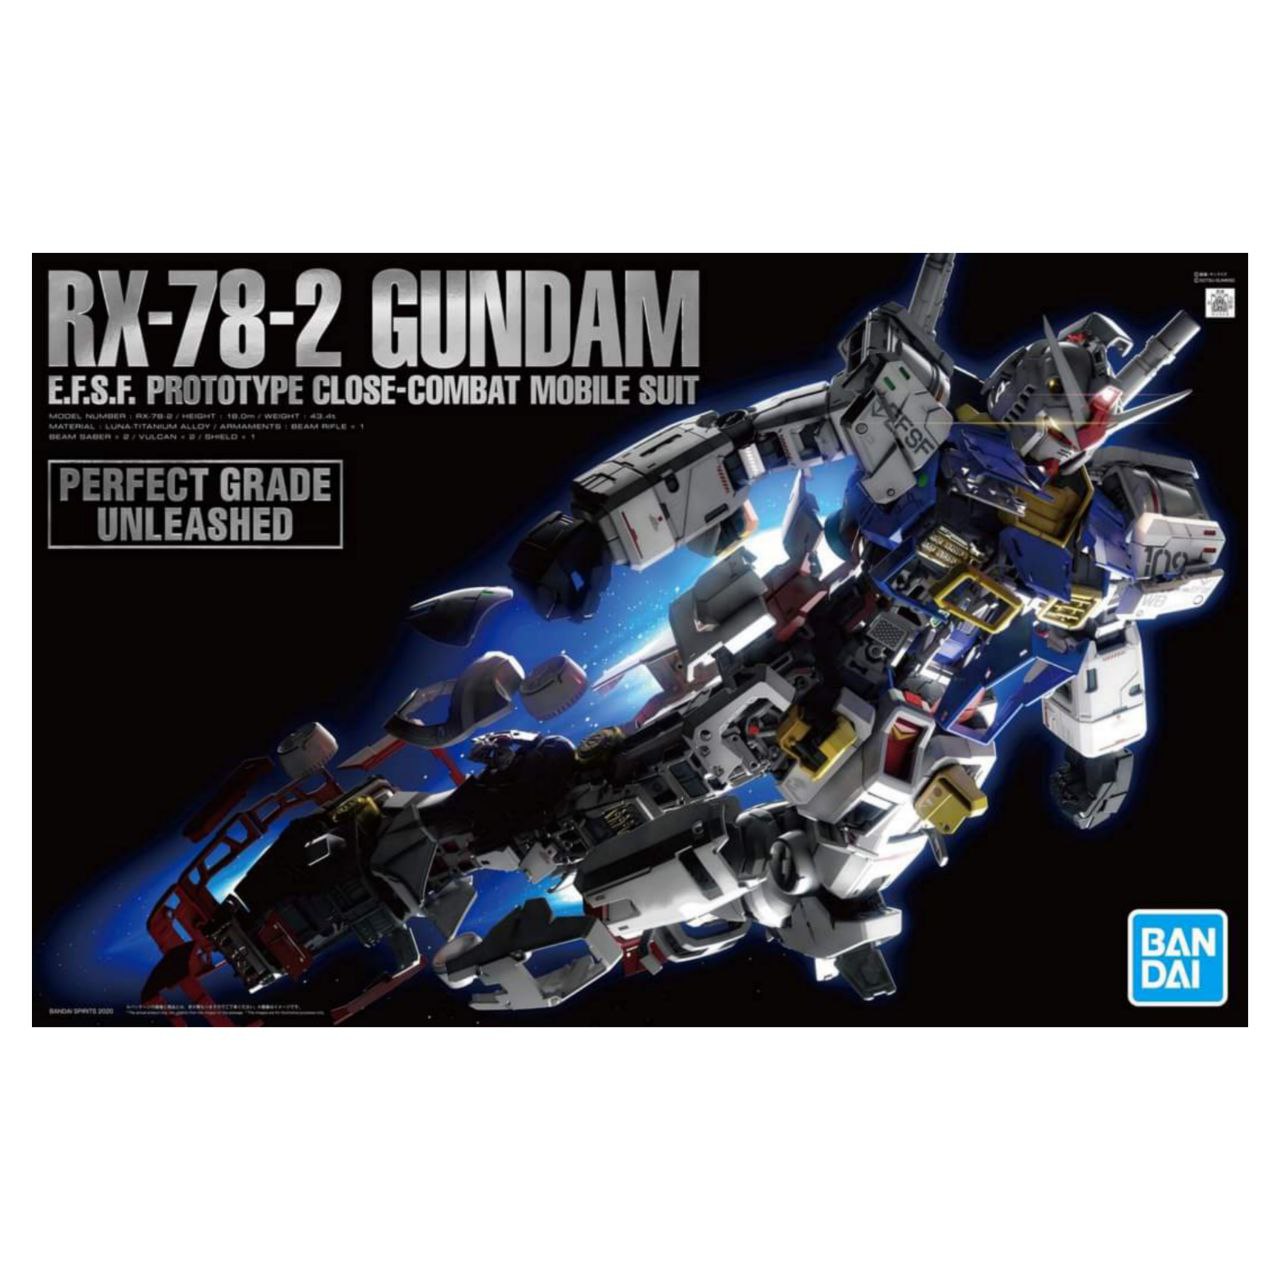 RX-78-2 GUNDAM
E.F.S.F. PROTOTYPE CLOSE-COMBAT MOBILE SUIT
MODEL NUMBER : RX-78-2 / HEIGHT : 18.0m / WEIGHT : 43.4t
MATERIAL : LUNA-TITANIUM ALLOY / ARMAMENTS : BEAM RIFLE × 1
BEAM SABER × 2 / VULCAN × 2 / SHIELD × 1
PERFECT GRADE
UNLEASHED
EFSF
WB
BAN
DAI
BANDAI SPIRITS 2020